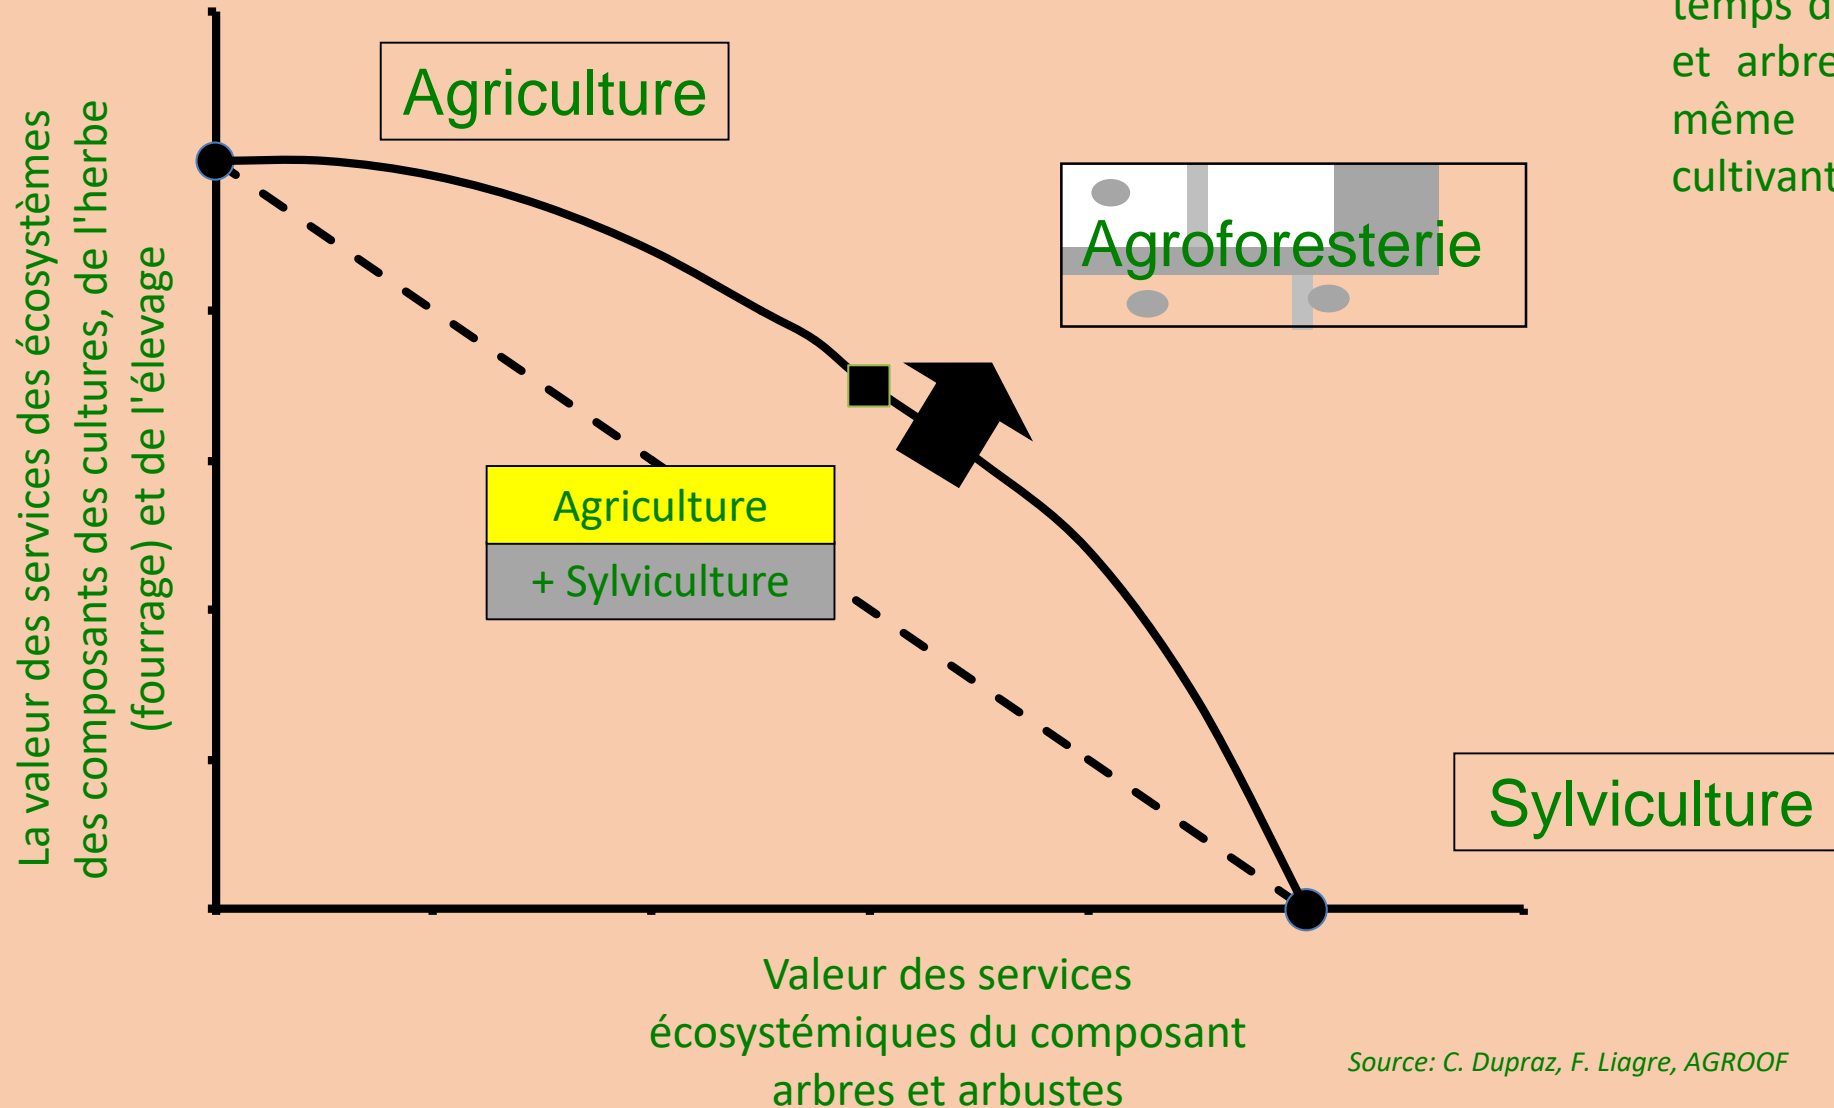 temps d
et arbre
même
cultivant
Agriculture
Agroforesterie
La valeur des services des écosystèmes
des composants des cultures, de l'herbe
(fourrage) et de l'élevage
Agriculture
+ Sylviculture
Sylviculture
Valeur des services
écosystémiques du composant
arbres et arbustes
Source: C. Dupraz, F. Liagre, AGROOF